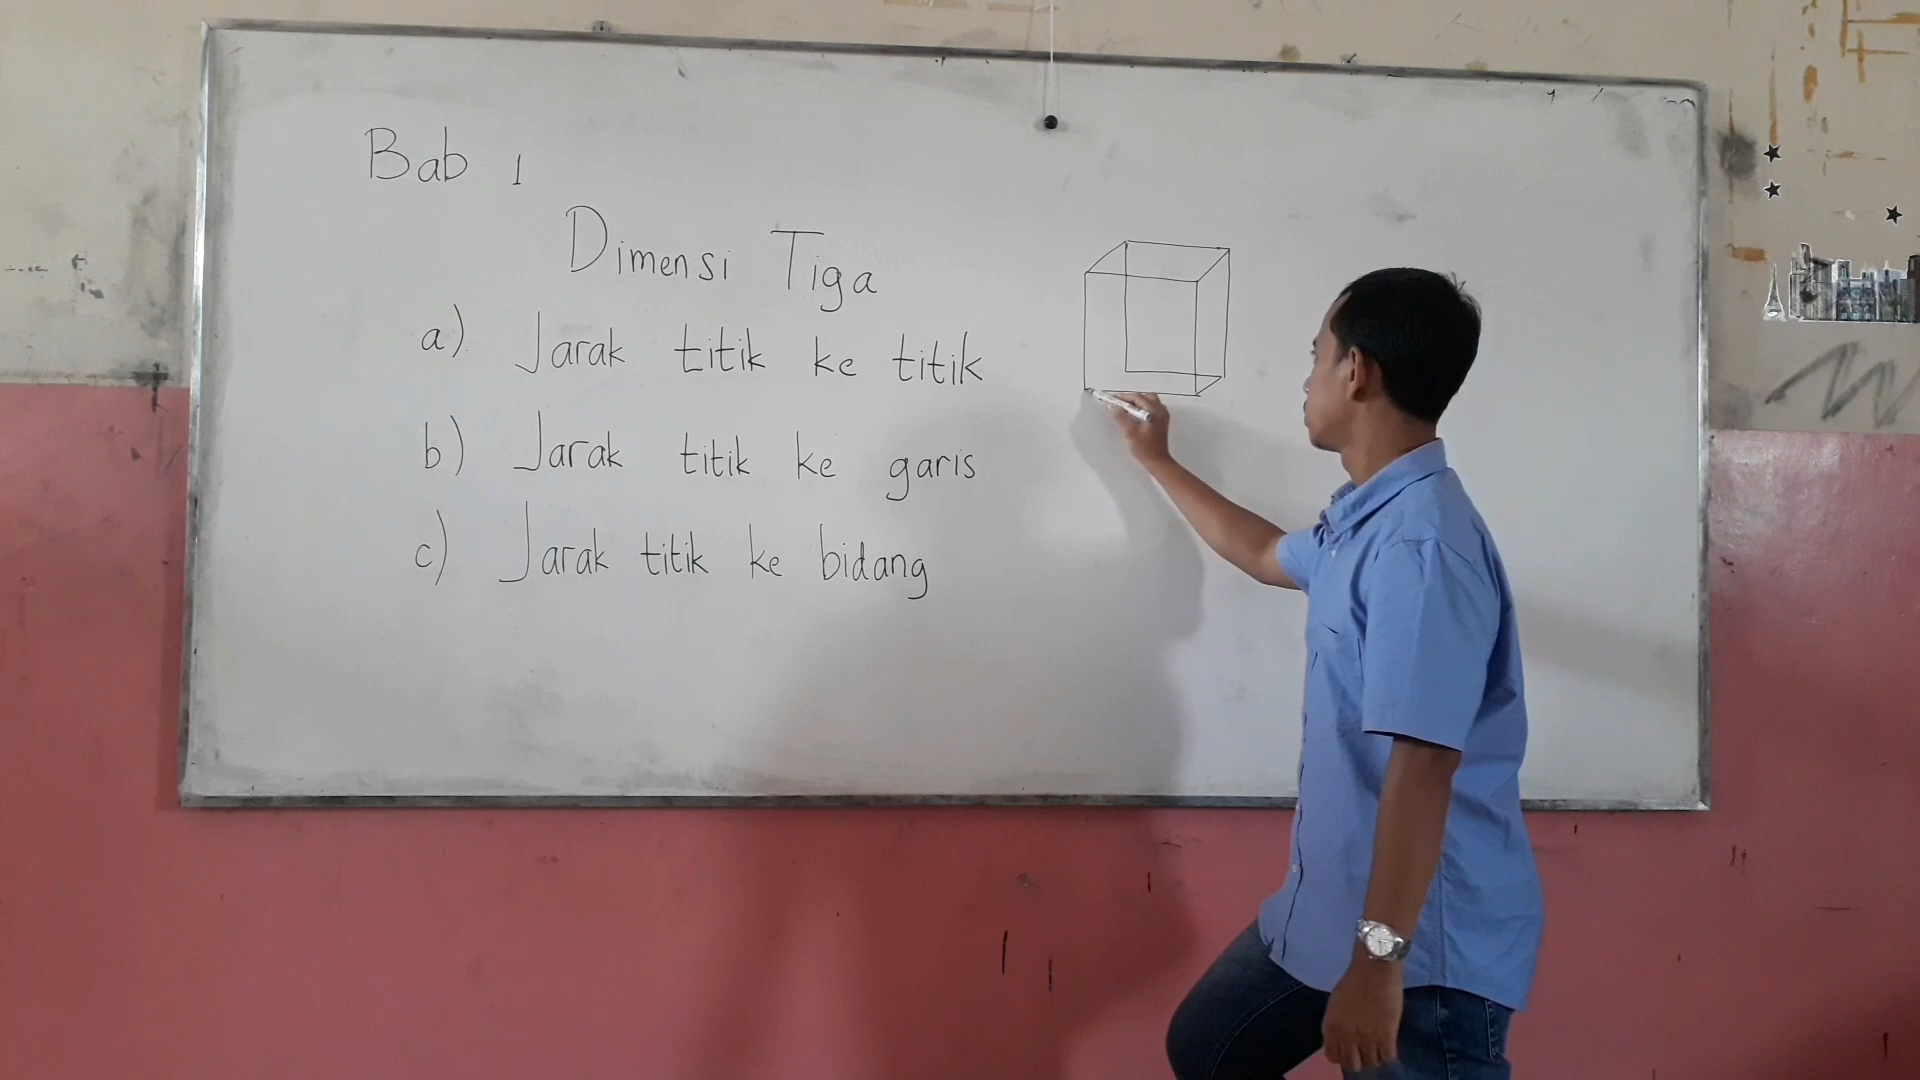 Bab 1
Dimensi Tiga
a) Jarak titik ke titik
b) Jarak titik ke garis
c) Jarak titik ke bidang